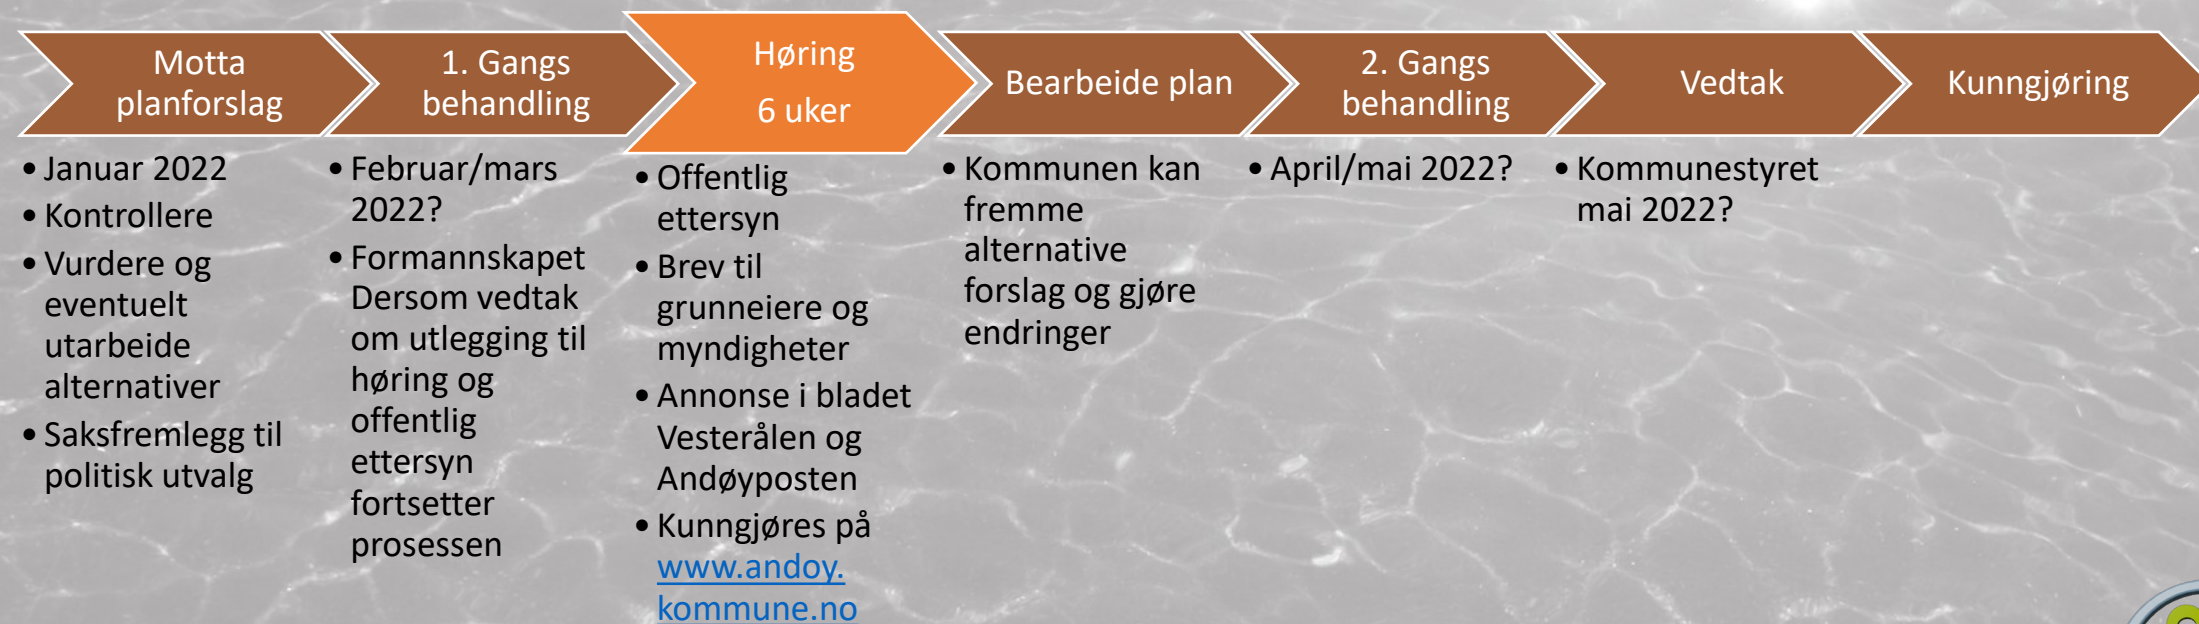 Motta
planforslag
• Januar 2022
• Kontrollere
• Vurdere og
eventuelt
utarbeide
alternativer
• Saksfremlegg til
politisk utvalg
1. Gangs
behandling
• Februar/mars
2022?
• Formannskapet
Dersom vedtak
om utlegging til
høring og
offentlig
ettersyn
fortsetter
prosessen
Høring
6 uker
• Offentlig
ettersyn
• Brev til
grunneiere og
myndigheter
• Annonse i bladet
Vesterålen og
Andøyposten
• Kunngjøres på
www.andoy.
kommune.no
Bearbeide plan
• Kommunen kan
fremme
alternative
forslag og gjøre
endringer
2. Gangs
behandling
• April/mai 2022?
Vedtak
• Kommunestyret
mai 2022?
Kunngjøring